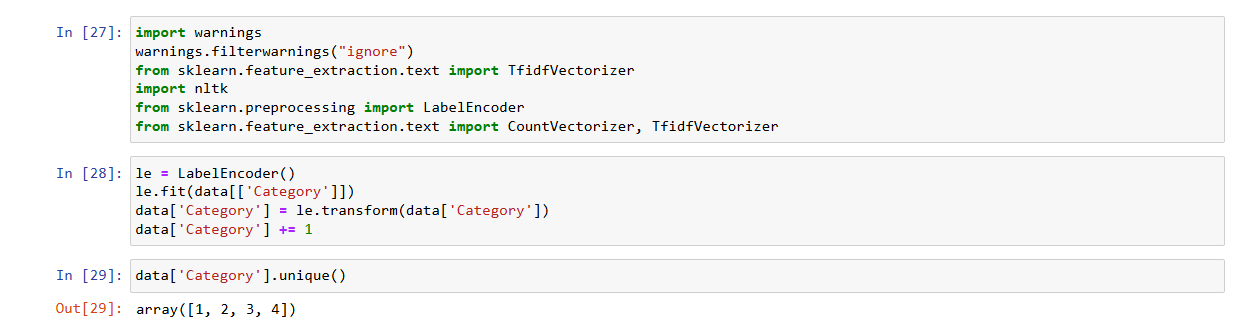 In [27]: import warnings
warnings.filterwarnings("ignore")
from sklearn.feature_extraction.text import TfidfVectorizer
import nltk
from sklearn.preprocessing import LabelEncoder
from sklearn.feature_extraction.text import CountVectorizer, TfidfVectorizer
In [28]: le = LabelEncoder()
le.fit(data[['Category']])
data['Category'] = le.transform(data['Category'])
data['Category'] += 1
In [29]: data['Category'].unique()
Out[29]: array([1, 2, 3, 4])